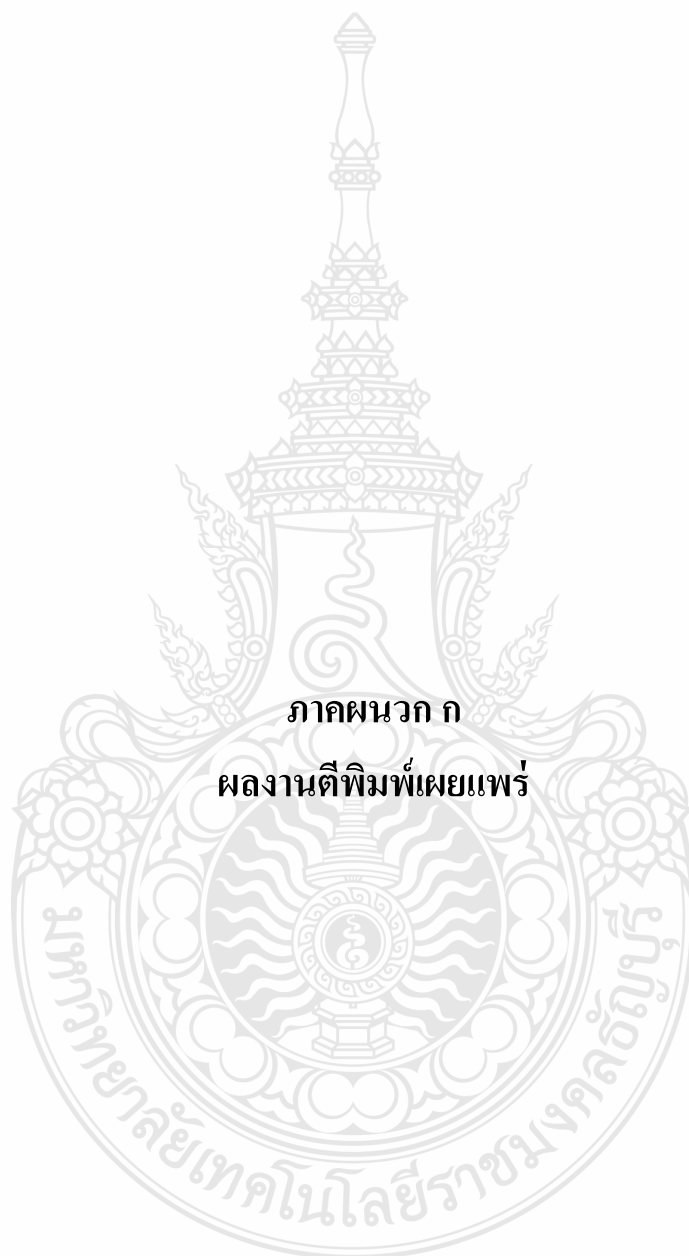 ภาคผนวก ก
ผลงานตีพิมพ์เผยแพร่
มหาวิทยาลัยเทคโนโลยีราชมงคลธัญบุรี